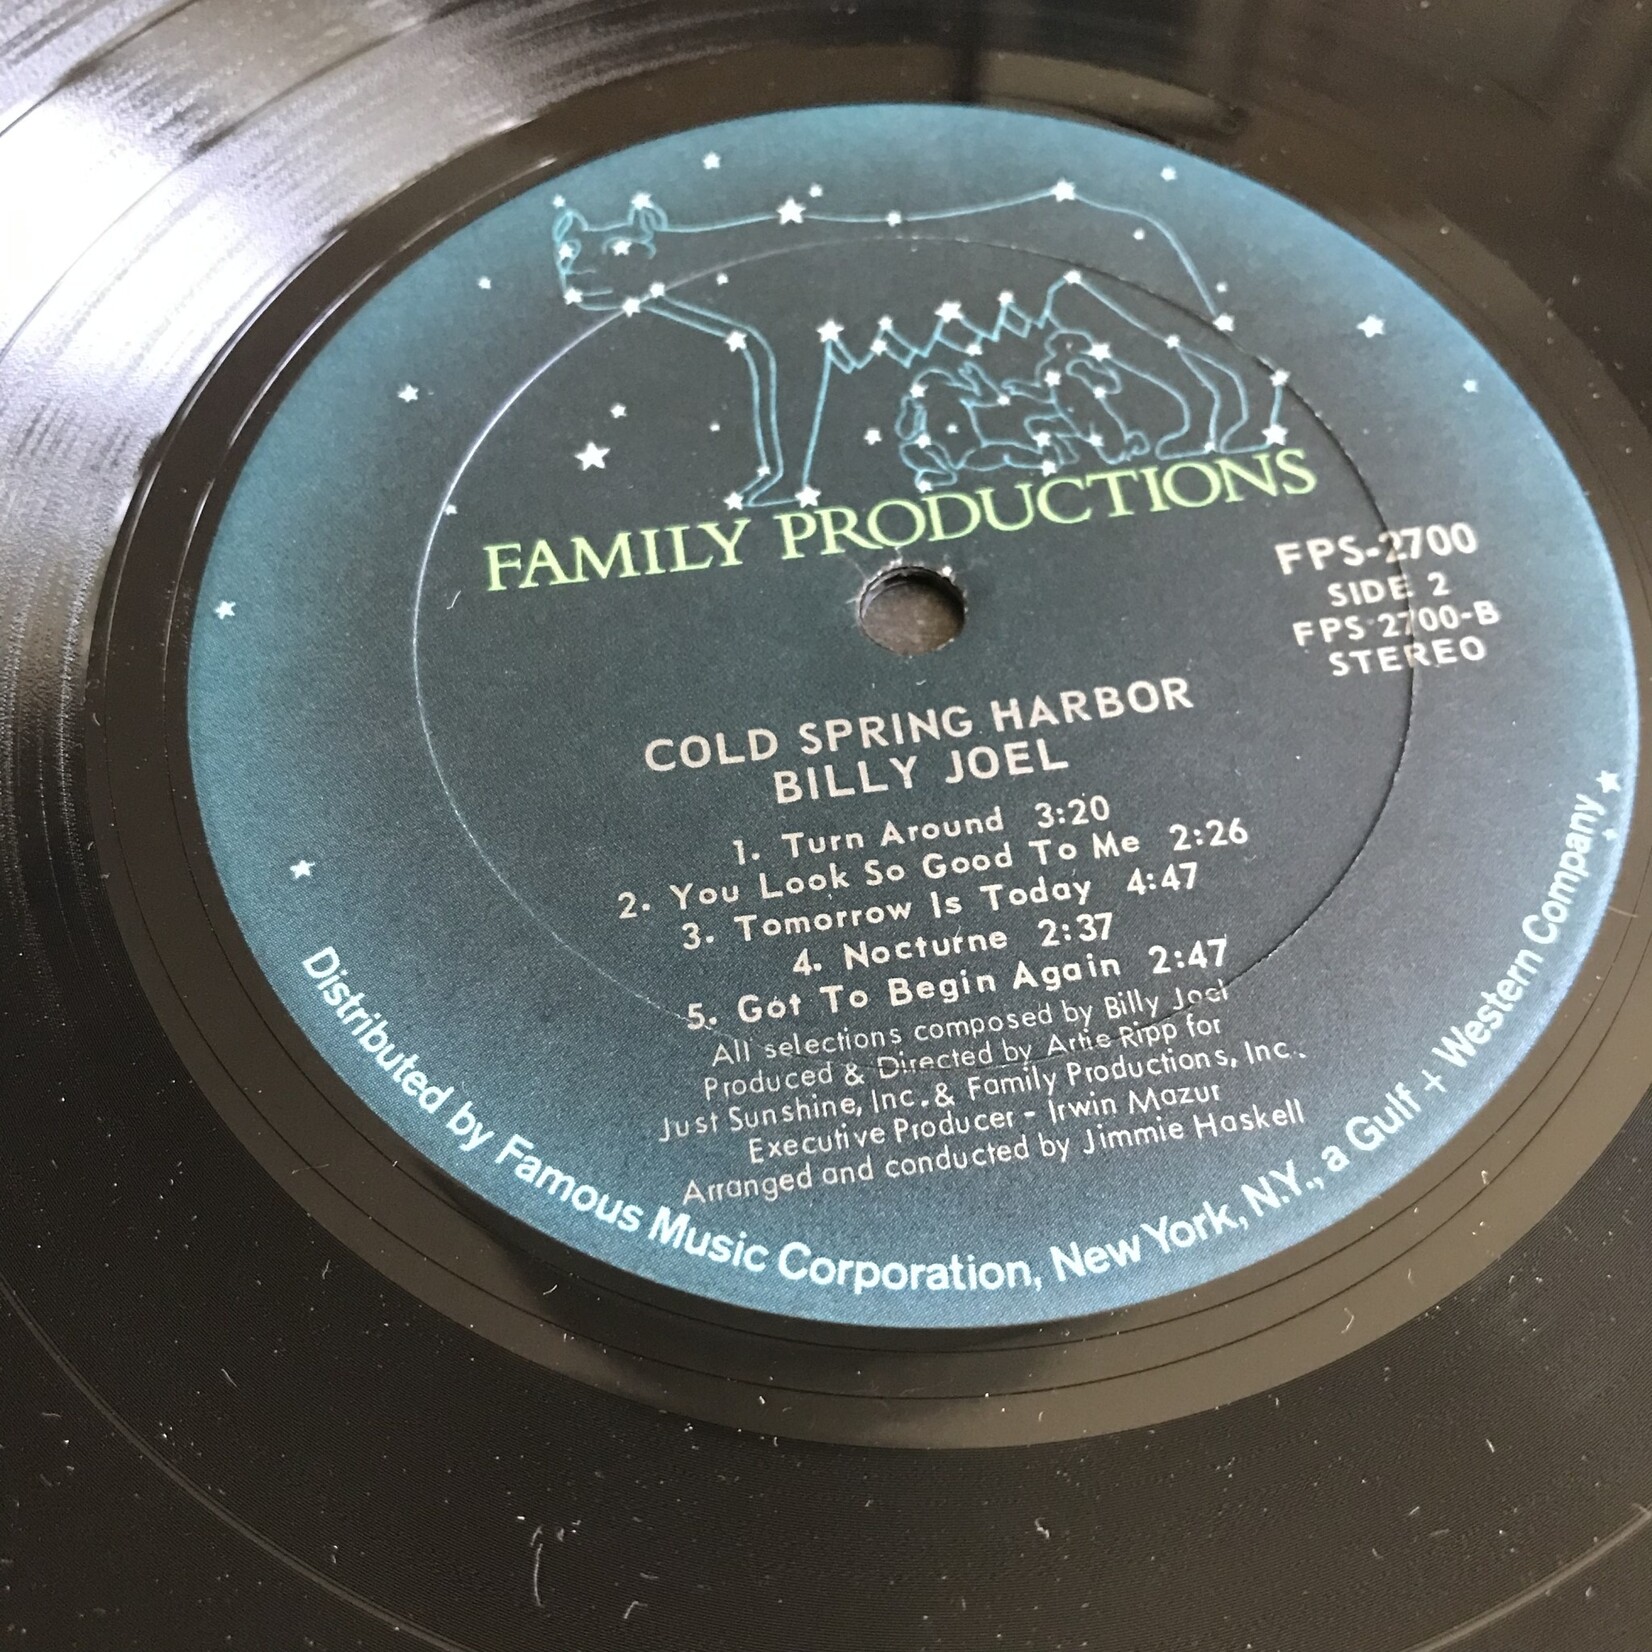 FAMILY PRODUCTIONS
FPS-2700
SIDE 2
FPS 2700-B
STEREO
COLD SPRING HARBOR
BILLY JOEL
1. Turn Around 3:20
2. You Look So Good To Me 2:26
3. Tomorrow Is Today 4:47
4. Nocturne 2:37
5. Got To Begin Again 2:47
All selections composed by Billy Joel
Produced & Directed by Artie Ripp for
Just Sunshine, Inc. & Family Productions, Inc.
Executive Producer - Irwin Mazur
Arranged and conducted by Jimmie Haskell
Distributed by Famous Music Corporation, New York, N.Y., a Gulf + Western Company